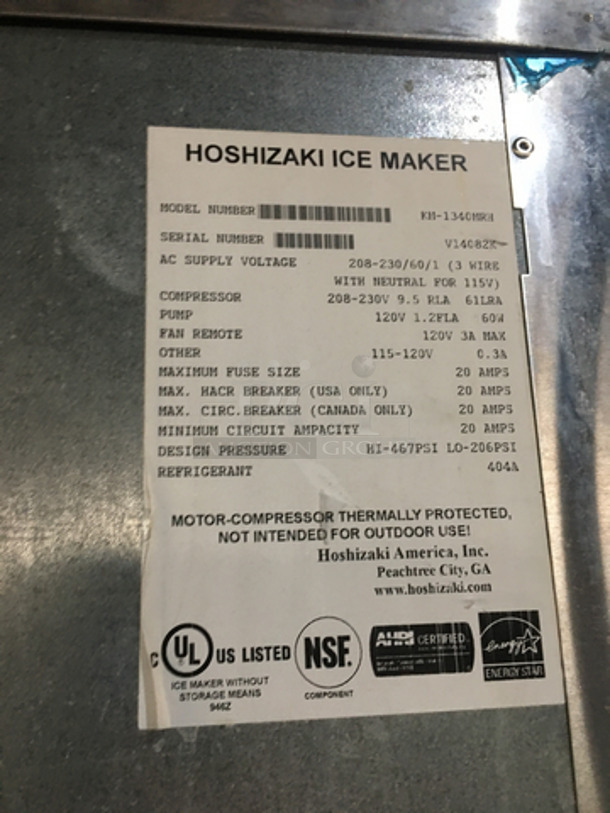 HOSHIZAKI ICE MAKER
MODEL NUMBER KM-1340MRH
SERIAL NUMBER V14082K
AC SUPPLY VOLTAGE 208-230/60/1 (3 WIRE
WITH NEUTRAL FOR 115V)
COMPRESSOR 208-230V 9.5 RLA 61LRA
PUMP 120V 1.2FLA 60W
FAN REMOTE 120V 3A MAX
OTHER 115-120V 0.3A
MAXIMUM FUSE SIZE 20 AMPS
MAX. HACR BREAKER (USA ONLY) 20 AMPS
MAX. CIRC.BREAKER (CANADA ONLY) 20 AMPS
MINIMUM CIRCUIT AMPACITY 20 AMPS
DESIGN PRESSURE HI-467PSI LO-206PSI
REFRIGERANT 404A
MOTOR-COMPRESSOR THERMALLY PROTECTED,
NOT INTENDED FOR OUTDOOR USE!
Hoshizaki America, Inc.
Peachtree City, GA
www.hoshizaki.com
C UL US LISTED
ICE MAKER WITHOUT
STORAGE MEANS
946Z
NSF.
COMPONENT
AHRI CERTIFIED
energy
ENERGY STAR